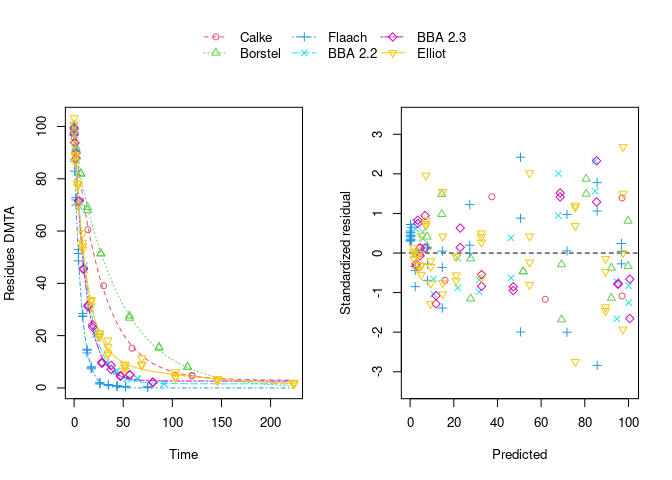 Calke Flaach BBA 2.3
Borstel BBA 2.2 Elliot
Residues DMTA
100
80
60
40
20
0
0 50 100 150 200
Time
Standardized residual
3
2
1
0
-1
-2
-3
0 20 40 60 80 100
Predicted